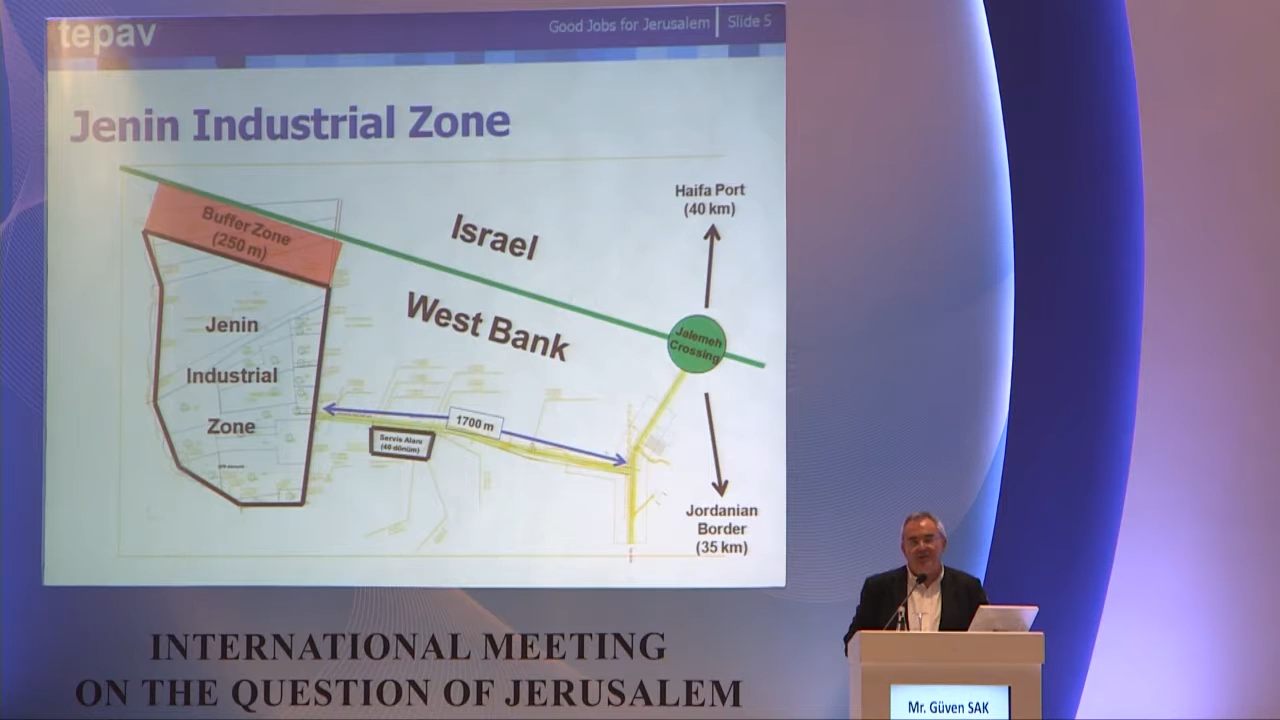 tepav
Good Jobs for Jerusalem | Slide 5
Jenin Industrial Zone
Haifa Port
(40 km)
Buffer Zone
(250 m)
Israel
West Bank
Jalemeh
Crossing
Jenin
Industrial
Zone
1700 m
Servis Alanı
(40 dönüm)
Jordanian
Border
(35 km)
INTERNATIONAL MEETING
ON THE QUESTION OF JERUSALEM
Mr. Güven SAK